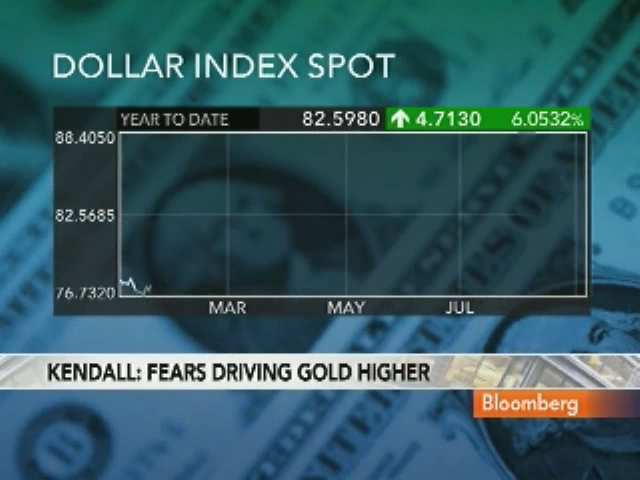 DOLLAR INDEX SPOT
YEAR TO DATE 82.5980 4.7130 6.0532%
88.4050
82.5685
76.7320
MAR MAY JUL
KENDALL: FEARS DRIVING GOLD HIGHER
Bloomberg